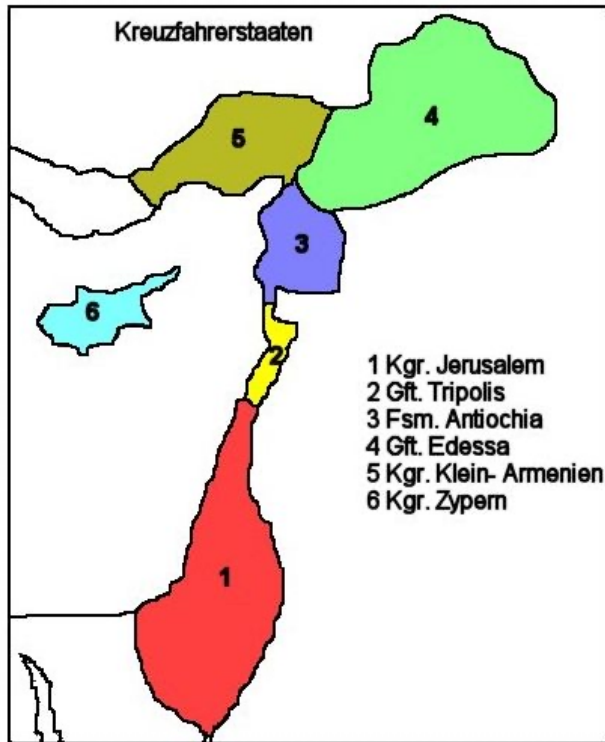 Kreuzfahrerstaaten
5
4
3
6
2
1 Kgr. Jerusalem
2 Gft. Tripolis
3 Fsm. Antiochia
4 Gft. Edessa
5 Kgr. Klein- Armenien
6 Kgr. Zypern
1